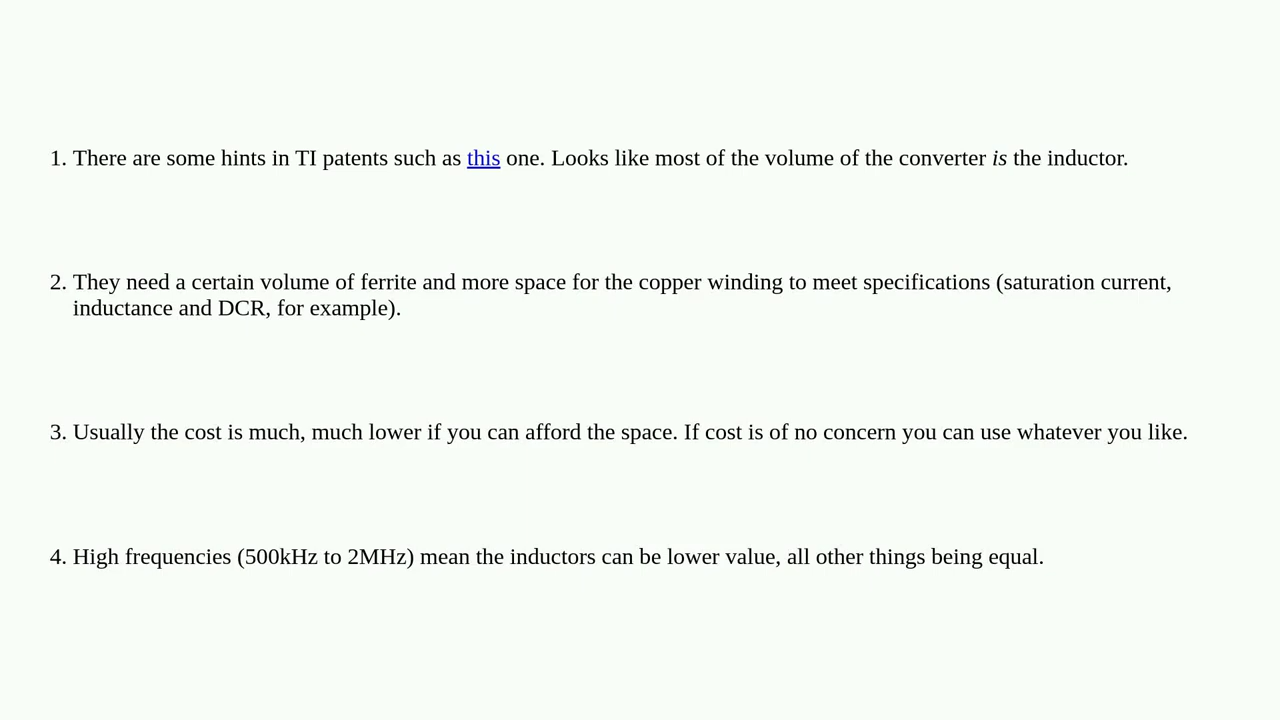 1. There are some hints in TI patents such as this one. Looks like most of the volume of the converter is the inductor.
2. They need a certain volume of ferrite and more space for the copper winding to meet specifications (saturation current,
inductance and DCR, for example).
3. Usually the cost is much, much lower if you can afford the space. If cost is of no concern you can use whatever you like.
4. High frequencies (500kHz to 2MHz) mean the inductors can be lower value, all other things being equal.